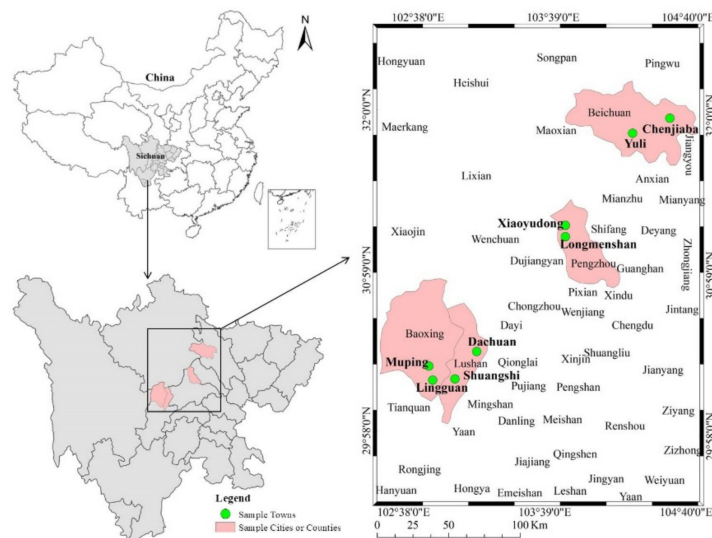 N
China
Sichuan
Legend
Sample Towns
Sample Cities or Counties
102°38'0"E 103°39'0"E 104°40'0"E
Hongyuan
Songpan
Pingwu
Heishui
Beichuan
32°0'0"N
32°0'0"N
Maerkang
Maoxian
Chenjiaba
Yuli
Jiangyou
Lixian
Anxian
Mianzhu
Mianyang
Xiaoyudong
Xiaojin
Wenchuan
Longmenshan
Shifang
Deyang
Dujiangyan
Pengzhou
Guanghan
Zhongjiang
30°59'0"N
30°59'0"N
Pixian
Xindu
Chongzhou
Wenjiang
Jintang
Baoxing
Dayi
Chengdu
Dachuan
Muping
Lushan
Qionglai
Xinjin
Shuangliu
Jianyang
Lingguan
Shuangshi
Pujiang
Pengshan
Tianquan
Mingshan
Ziyang
29°58'0"N
29°58'0"N
Yaan
Danling
Meishan
Renshou
Zizhong
Rongjing
Jiajiang
Qingshen
Jingyan
Weiyuan
Hanyuan
Hongya
Emeishan
Leshan
Yaan
102°38'0"E 103°39'0"E 104°40'0"E
0 25 50 100 Km